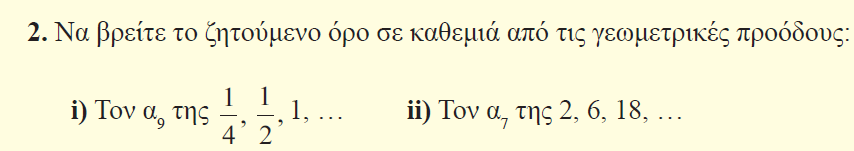 2. Να βρείτε το ζητούμενο όρο σε καθεμιά από τις γεωμετρικές προόδους:
i) Τον α₉ της 1/4, 1/2, 1, … ii) Τον α₇ της 2, 6, 18, …